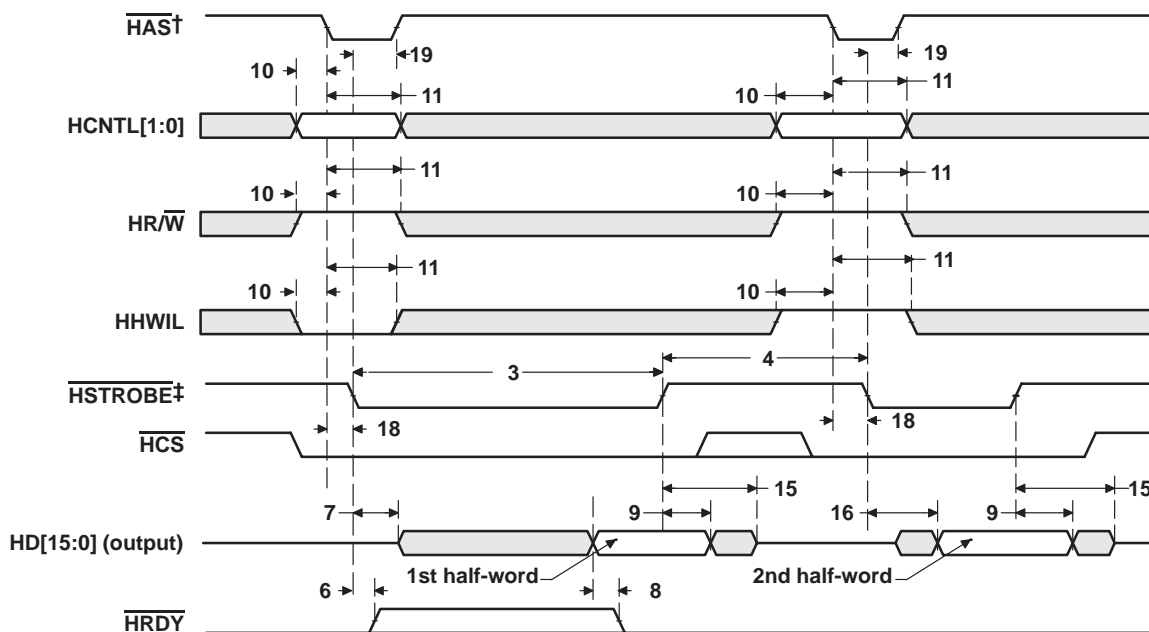 HAS†
19
19
10
11
10
11
HCNTL[1:0]
11
11
10
10
HR/W
11
11
10
10
HHWIL
4
3
HSTROBE‡
18
18
HCS
15
15
7
9
16
9
HD[15:0] (output)
1st half-word
2nd half-word
6
8
HRDY